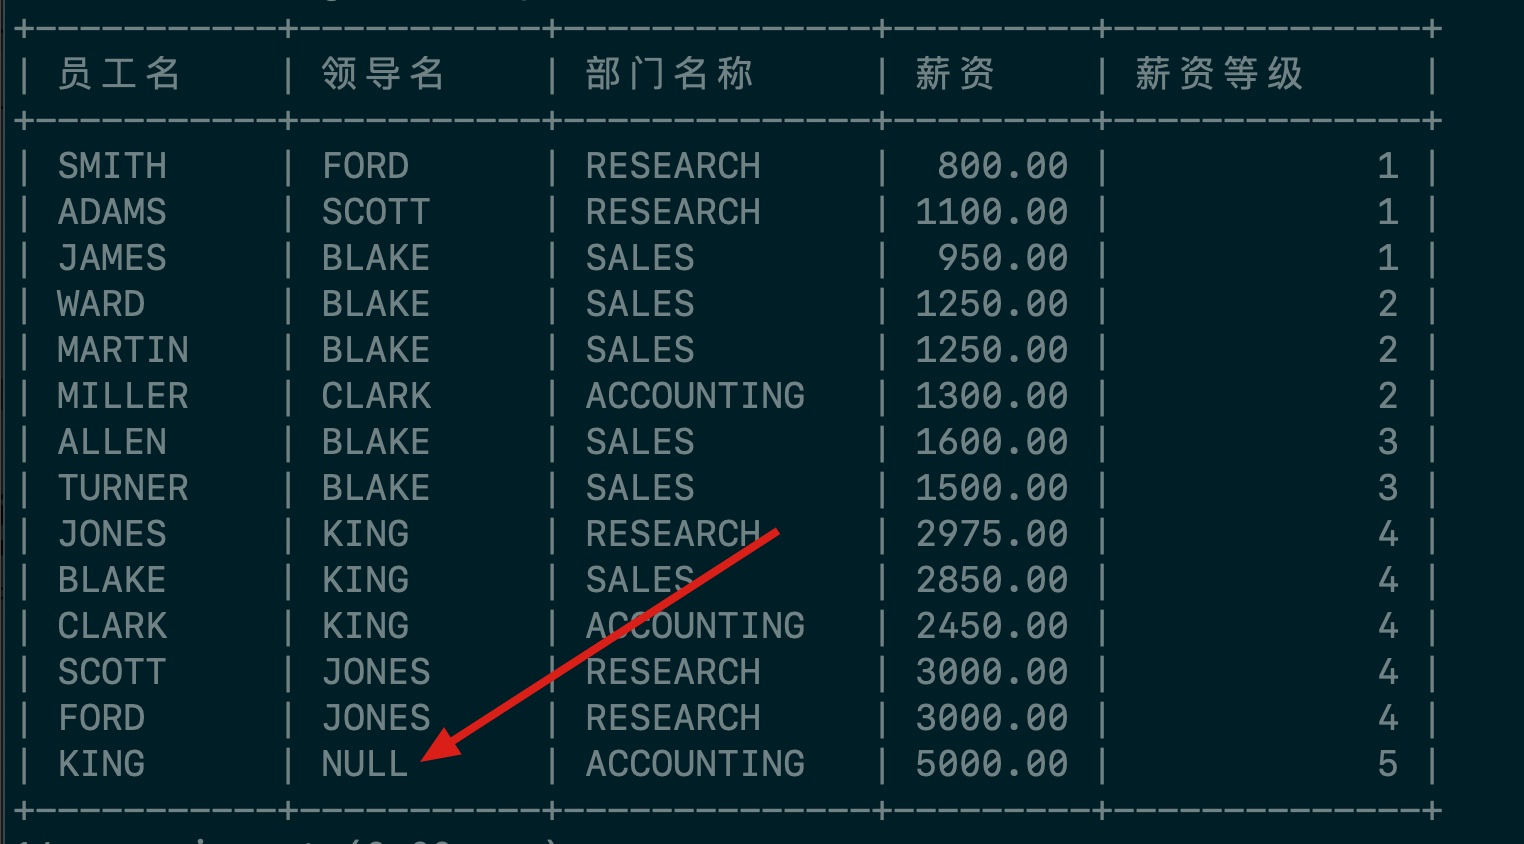 +-----------+-----------+--------------+---------+--------------+
| 员工名 | 领导名 | 部门名称 | 薪资 | 薪资等级 |
+-----------+-----------+--------------+---------+--------------+
| SMITH | FORD | RESEARCH | 800.00 | 1 |
| ADAMS | SCOTT | RESEARCH | 1100.00 | 1 |
| JAMES | BLAKE | SALES | 950.00 | 1 |
| WARD | BLAKE | SALES | 1250.00 | 2 |
| MARTIN | BLAKE | SALES | 1250.00 | 2 |
| MILLER | CLARK | ACCOUNTING | 1300.00 | 2 |
| ALLEN | BLAKE | SALES | 1600.00 | 3 |
| TURNER | BLAKE | SALES | 1500.00 | 3 |
| JONES | KING | RESEARCH | 2975.00 | 4 |
| BLAKE | KING | SALES | 2850.00 | 4 |
| CLARK | KING | ACCOUNTING | 2450.00 | 4 |
| SCOTT | JONES | RESEARCH | 3000.00 | 4 |
| FORD | JONES | RESEARCH | 3000.00 | 4 |
| KING | NULL | ACCOUNTING | 5000.00 | 5 |
+-----------+-----------+--------------+---------+--------------+